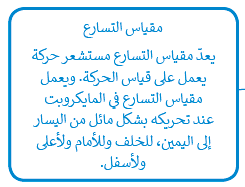 مقياس التسارع
يعدّ مقياس التسارع مستشعر حركة
يعمل على قياس الحركة. ويعمل
مقياس التسارع في المايكروبت
عند تحريكه بشكل مائل من اليسار
إلى اليمين، للخلف وللأمام ولأعلى
ولأسفل.